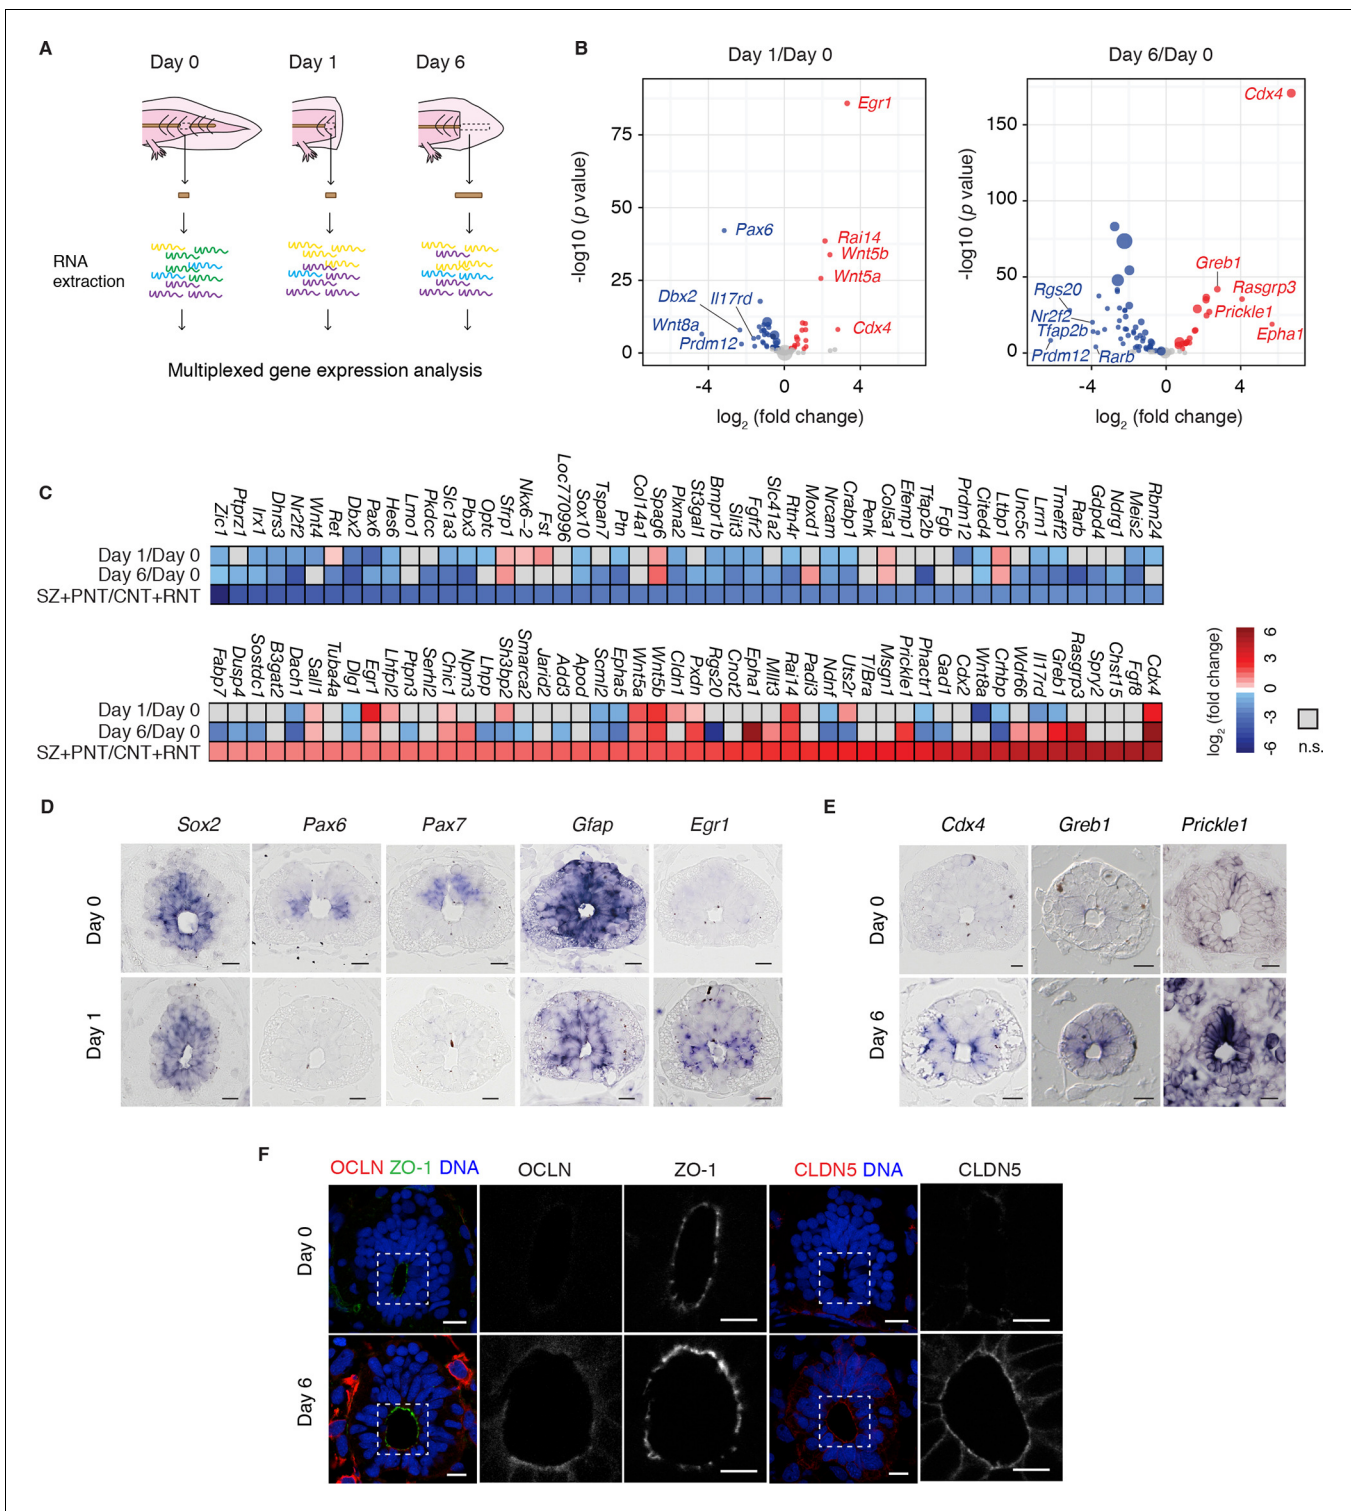 A
Day 0
Day 1
Day 6
RNA
extraction
Multiplexed gene expression analysis
B
Day 1/Day 0
-log10 (p value)
75
50
25
0
-4
0
4
log2 (fold change)
Egr1
Pax6
Rai14
Wnt5b
Wnt5a
Dbx2
Il17rd
Wnt8a
Prdm12
Cdx4
Day 6/Day 0
-log10 (p value)
150
100
50
0
-4
0
4
log2 (fold change)
Cdx4
Greb1
Rasgrp3
Prickle1
Epha1
Rgs20
Nr2f2
Tfap2b
Prdm12
Rarb
C
Zic1
Ptprz1
Irx1
Dhrs3
Nr2f2
Wnt4
Ret
Dbx2
Pax6
Hes6
Lmo1
Pkdcc
Slc1a3
Pbx3
Optc
Sfrp1
Nkx6-2
Fst
Loc770996
Sox10
Tspan7
Ptn
Col14a1
Spag6
Plxna2
St3gal1
Bmpr1b
Slit3
Fgfr2
Slc41a2
Rtn4r
Moxd1
Nrcam
Crabp1
Penk
Col5a1
Efemp1
Tfap2b
Fgb
Prdm12
Cited4
Ltbp1
Unc5c
Lrrn1
Tmeff2
Rarb
Gdpd4
Ndrg1
Meis2
Rbm24
Day 1/Day 0
Day 6/Day 0
SZ+PNT/CNT+RNT
Fabp7
Dusp4
Sostdc1
B3gat2
Dach1
Sall1
Tuba4a
Dlg1
Egr1
Lhfpl2
Ptpn3
Serhl2
Chic1
Npm3
Lhpp
Sh3bp2
Smarca2
Jarid2
Add3
Apod
Scml2
Epha5
Wnt5a
Wnt5b
Cldn1
Pxdn
Rgs20
Cnot2
Epha1
Mllt3
Rai14
Padi3
Ndnf
Uts2r
T/Bra
Msgn1
Prickle1
Phactr1
Gad1
Cdx2
Wnt8a
Crhbp
Wdr66
Il17rd
Greb1
Rasgrp3
Spry2
Chst15
Fgf8
Cdx4
Day 1/Day 0
Day 6/Day 0
SZ+PNT/CNT+RNT
log2 (fold change)
6
3
0
-3
-6
n.s.
D
Sox2
Pax6
Pax7
Gfap
Egr1
Day 0
Day 1
E
Cdx4
Greb1
Prickle1
Day 0
Day 6
F
OCLN ZO-1 DNA
OCLN
ZO-1
CLDN5 DNA
CLDN5
Day 0
Day 6